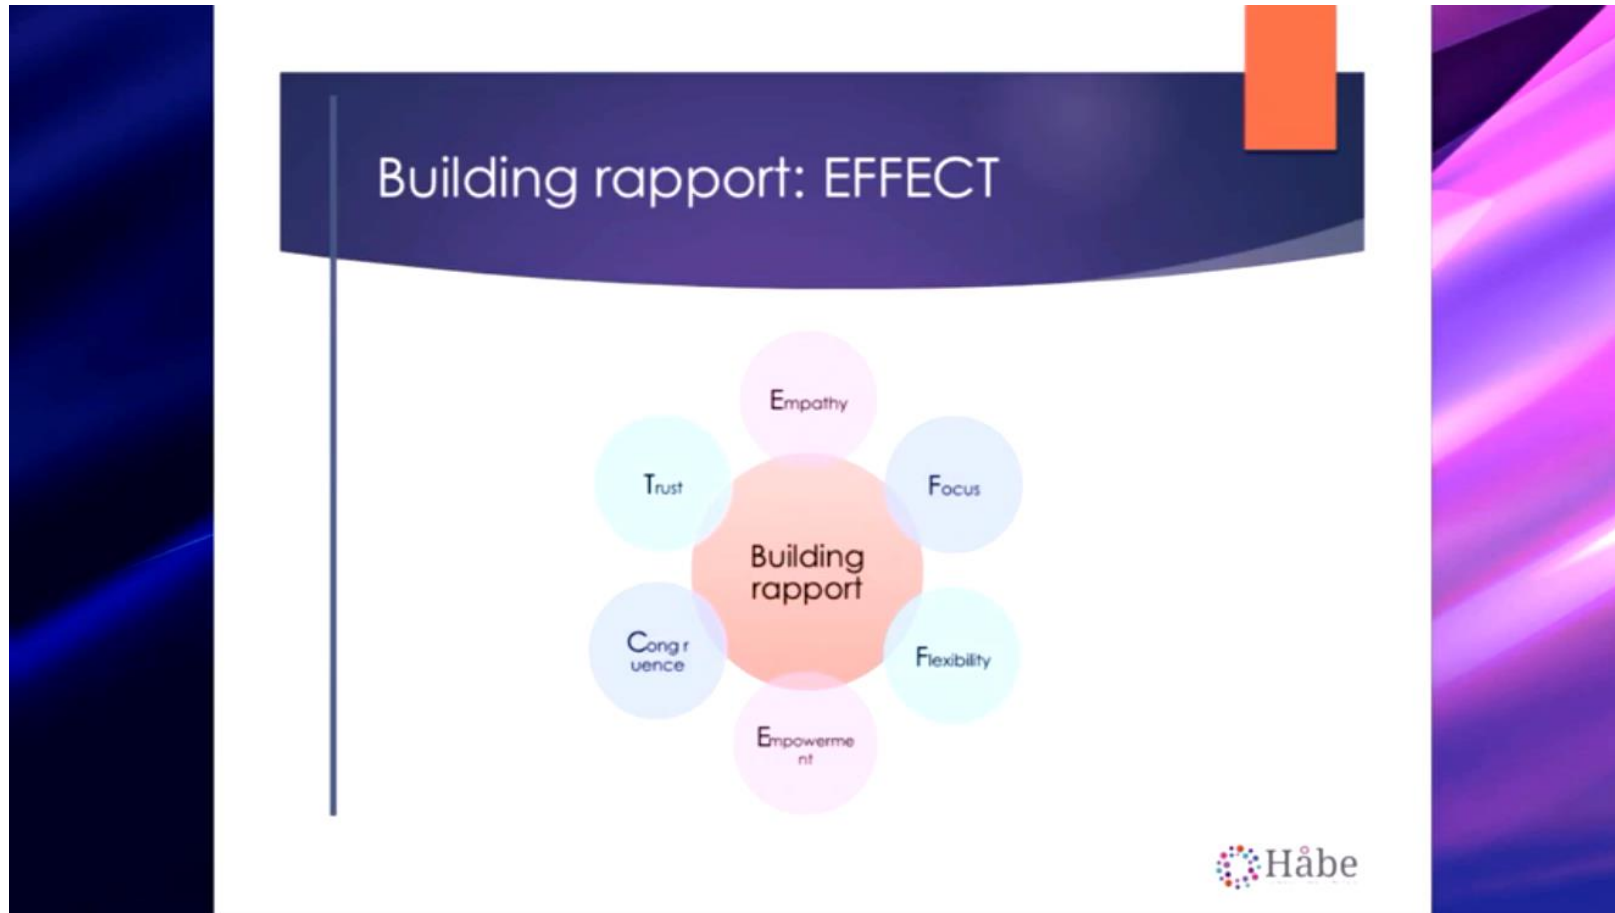 Building rapport: EFFECT
Empathy
Focus
Flexibility
Empowerme
nt
Cong r
uence
Trust
Building
rapport
Håbe